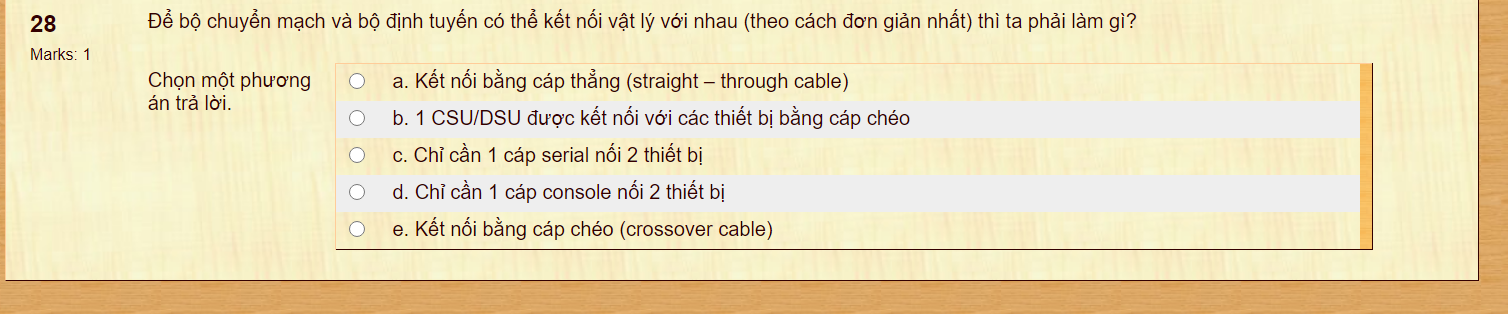 28
Marks: 1
Để bộ chuyển mạch và bộ định tuyến có thể kết nối vật lý với nhau (theo cách đơn giản nhất) thì ta phải làm gì?
Chọn một phương
án trả lời.
a. Kết nối bằng cáp thẳng (straight – through cable)
b. 1 CSU/DSU được kết nối với các thiết bị bằng cáp chéo
c. Chỉ cần 1 cáp serial nối 2 thiết bị
d. Chỉ cần 1 cáp console nối 2 thiết bị
e. Kết nối bằng cáp chéo (crossover cable)